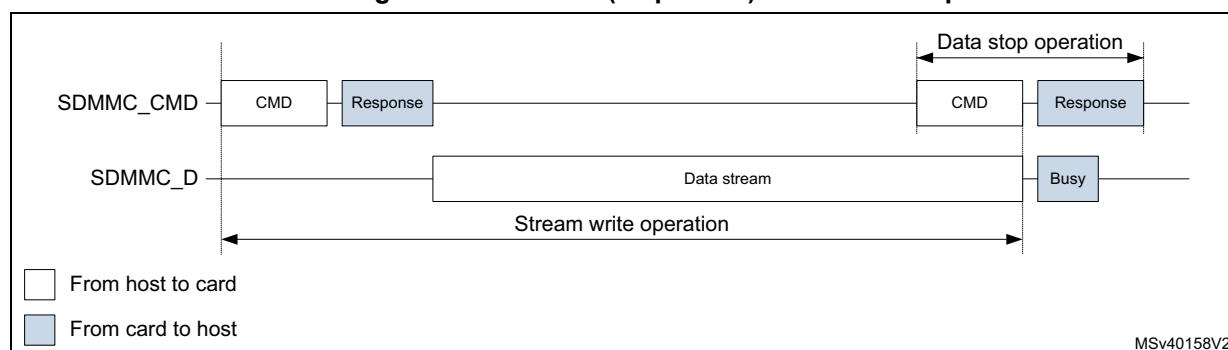 Data stop operation
SDMMC_CMD CMD Response CMD Response
SDMMC_D Data stream Busy
Stream write operation
From host to card
From card to host
MSv40158V2